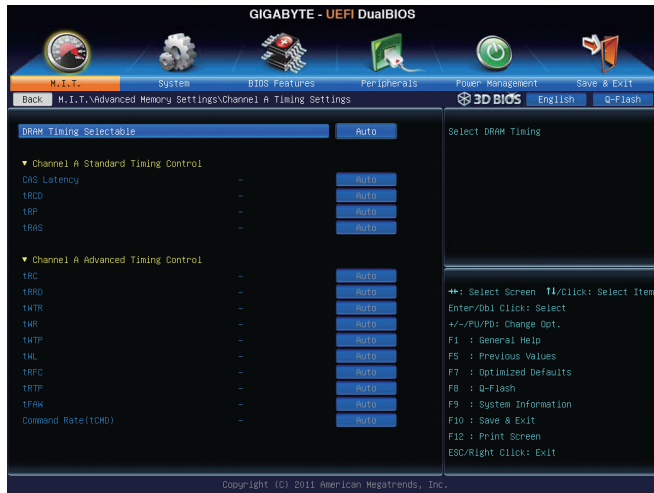 GIGABYTE - UEFI DualBIOS
M.I.T. System BIOS Features Peripherals Power Management Save & Exit
Back M.I.T.\Advanced Memory Settings\Channel A Timing Settings 3D BIOS English Q-Flash
DRAM Timing Selectable Auto Select DRAM Timing
▼ Channel A Standard Timing Control
CAS Latency - Auto
tRCD - Auto
tRP - Auto
tRAS - Auto
▼ Channel A Advanced Timing Control
tRC - Auto
tRRD - Auto
tWTR - Auto
tWR - Auto
tWTP - Auto
tWL - Auto
tRFC - Auto
tRTP - Auto
tFAW - Auto
Command Rate(tCMD) - Auto
→←: Select Screen ↑↓/Click: Select Item
Enter/Dbl Click: Select
+/-/PU/PD: Change Opt.
F1 : General Help
F5 : Previous Values
F7 : Optimized Defaults
F8 : Q-Flash
F9 : System Information
F10 : Save & Exit
F12 : Print Screen
ESC/Right Click: Exit
Copyright (C) 2011 American Megatrends, Inc.